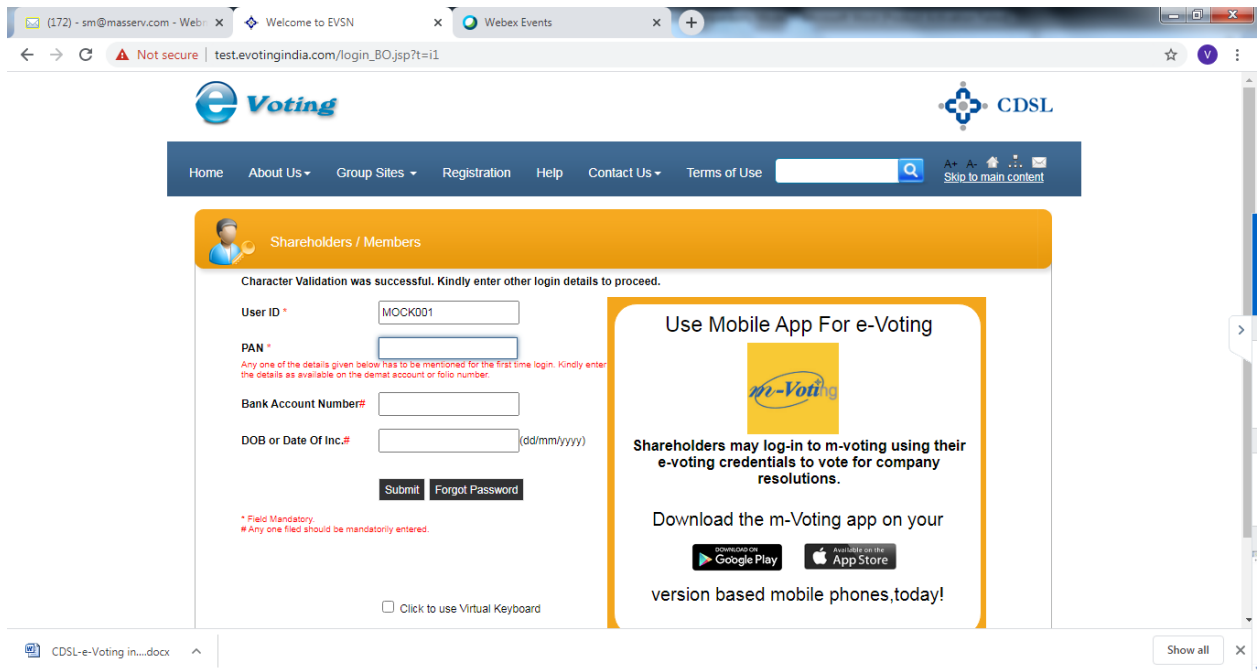 (172) - sm@masserv.com - Webm
Welcome to EVSN
Webex Events
Not secure | test.evotingindia.com/login_BO.jsp?t=i1
V
e Voting
CDSL
Home About Us Group Sites Registration Help Contact Us Terms of Use
A+ A-
Skip to main content
Shareholders / Members
Character Validation was successful. Kindly enter other login details to proceed.
User ID *
MOCK001
PAN *
Any one of the details given below has to be mentioned for the first time login. Kindly enter
the details as available on the demat account or folio number.
Bank Account Number#
DOB or Date Of Inc.#
(dd/mm/yyyy)
Submit Forgot Password
* Field Mandatory.
# Any one filed should be mandatorily entered.
Click to use Virtual Keyboard
Use Mobile App For e-Voting
m-Voting
Shareholders may log-in to m-voting using their
e-voting credentials to vote for company
resolutions.
Download the m-Voting app on your
DOWNLOAD ON
Google Play
Available on the
App Store
version based mobile phones,today!
CDSL-e-Voting in....docx
Show all